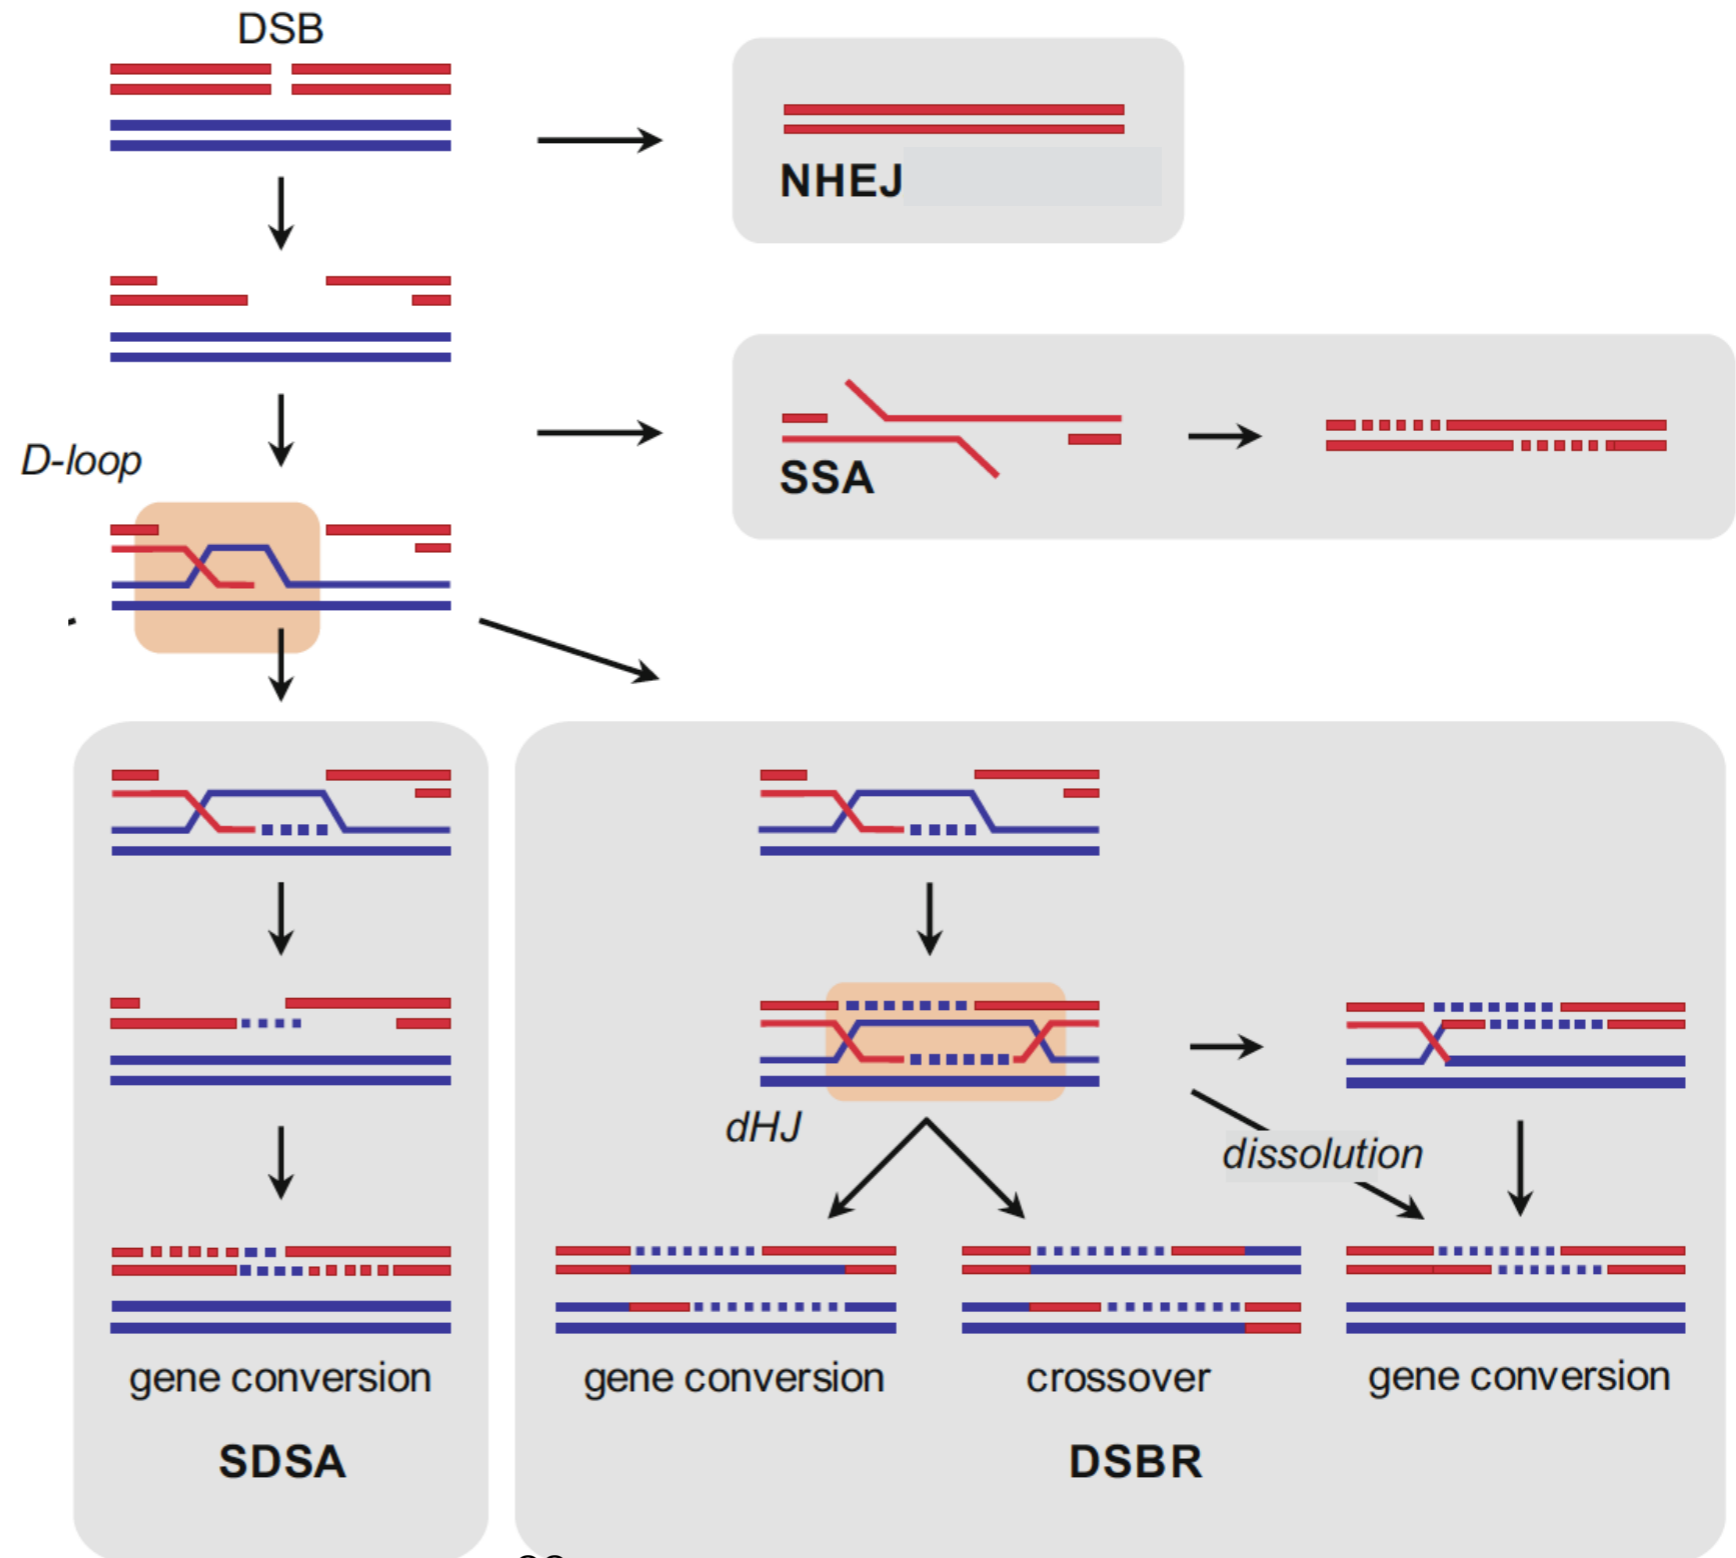 DSB
NHEJ
D-loop
SSA
dHJ
dissolution
gene conversion
gene conversion
crossover
gene conversion
SDSA
DSBR